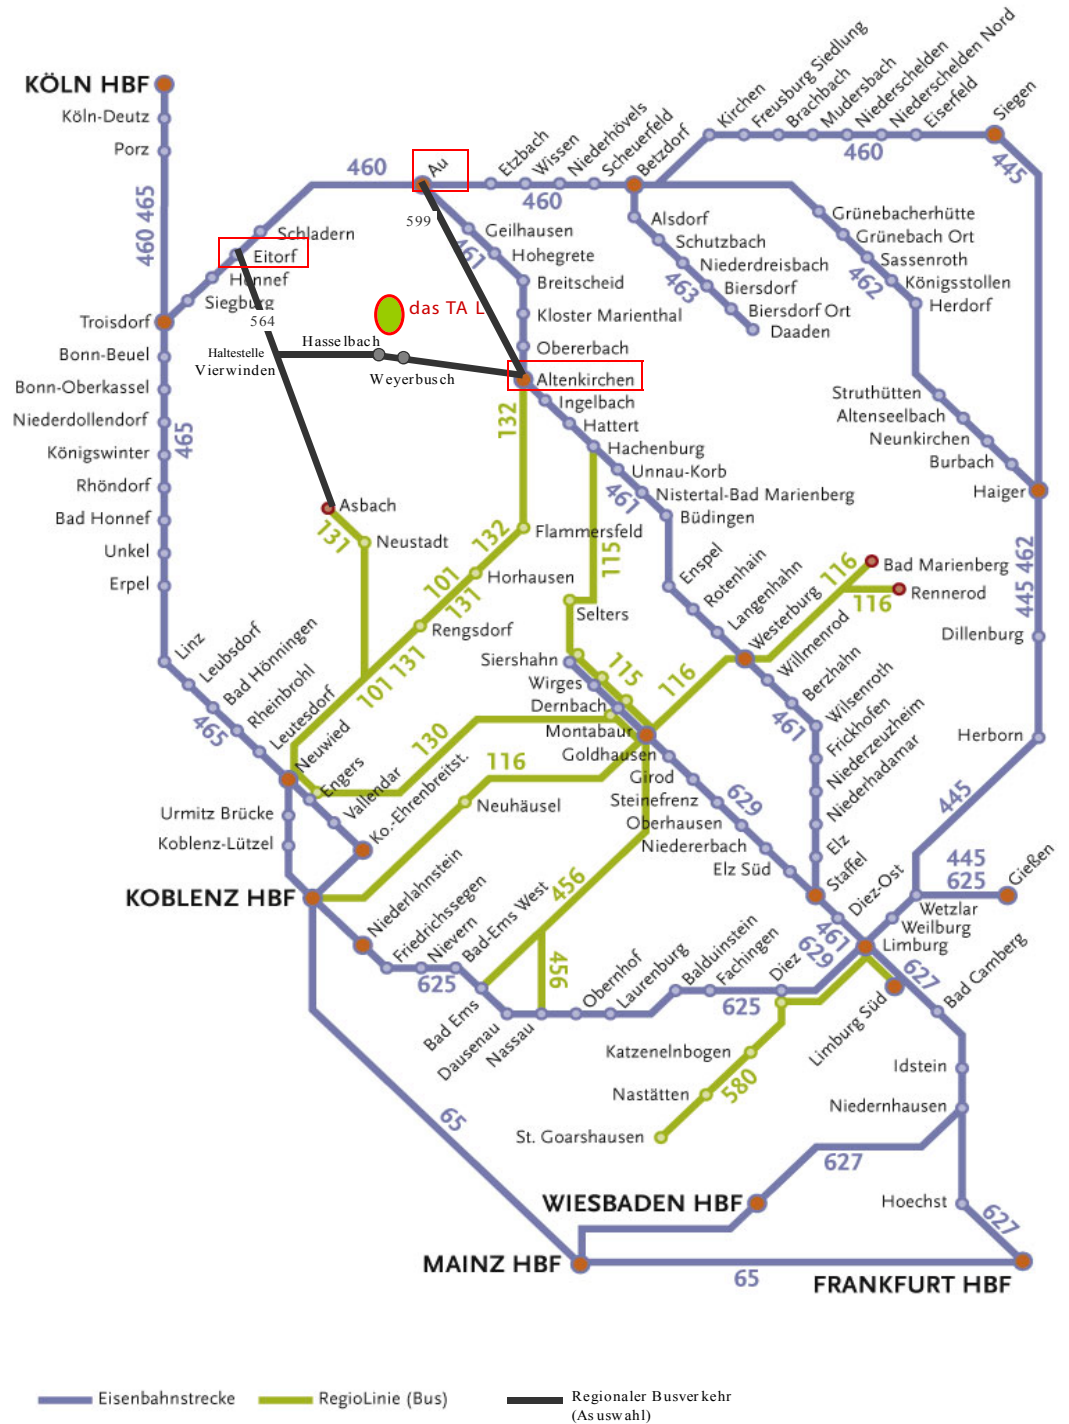 KÖLN HBF
Köln-Deutz
Porz
460 465
Troisdorf
Bonn-Beuel
Bonn-Oberkassel
Niederdollendorf
Königswinter
465
Rhöndorf
Bad Honnef
Unkel
Erpel
Linz
Leubsdorf
Bad Hönningen
Rheinbrohl
Leutesdorf
465
Neuwied
Engers
Vallendar
Ko.-Ehrenbreitst.
Urmitz Brücke
Koblenz-Lützel
KOBLENZ HBF
Siegburg
Hennef
Eitorf
Schladern
460
Au
Etzbach
Wissen
Niederhövels
Scheuerfeld
Betzdorf
460
Kirchen
Freusburg Siedlung
Brachbach
Mudersbach
Niederschelden
Niederschelden Nord
Eiserfeld
Siegen
460
445
599
461
Geilhausen
Hohegrete
Breitscheid
Kloster Marienthal
Obererbach
Altenkirchen
Ingelbach
Hattert
Hachenburg
Unnau-Korb
461
Nistertal-Bad Marienberg
Büdingen
Enspel
Rotenhain
Langenhahn
Westerburg
Willmenrod
Berzhahn
461
Wilsenroth
Frickhofen
Niederzeuzheim
Niederhadamar
Elz
Staffel
Alsdorf
Schutzbach
Niederdreisbach
463
Biersdorf
Biersdorf Ort
Daaden
Grünebacherhütte
Grünebach Ort
Sassenroth
462
Königsstollen
Herdorf
Struthütten
Altenseelbach
Neunkirchen
Burbach
Haiger
445 462
Dillenburg
Herborn
445
445
625
Gießen
Wetzlar
Weilburg
Diez-Ost
Limburg
461
629
627
Bad Camberg
Limburg Süd
Idstein
Niedernhausen
627
Hoechst
627
WIESBADEN HBF
MAINZ HBF
65
FRANKFURT HBF
65
das TA L
564
Haltestelle
Vierwinden
Hasselbach
Weyerbusch
Asbach
131
Neustadt
132
Flammersfeld
132
Horhausen
101
131
Rengsdorf
101 131
115
Selters
Siershahn
115
Wirges
Dernbach
Montabaur
116
116
116
Bad Marienberg
Rennerod
130
116
Neuhäusel
Goldhausen
Girod
629
Steinefrenz
Oberhausen
Niedererbach
Elz Süd
456
456
Niederlahnstein
Friedrichssegen
Nievern
Bad-Ems West
625
Bad Ems
Dausenau
Nassau
Obernhof
Laurenburg
Balduinstein
Fachingen
Diez
625
Katzenelnbogen
Nastätten
580
St. Goarshausen
Eisenbahnstrecke
RegioLinie (Bus)
Regionaler Busverkehr
(Asuswahl)